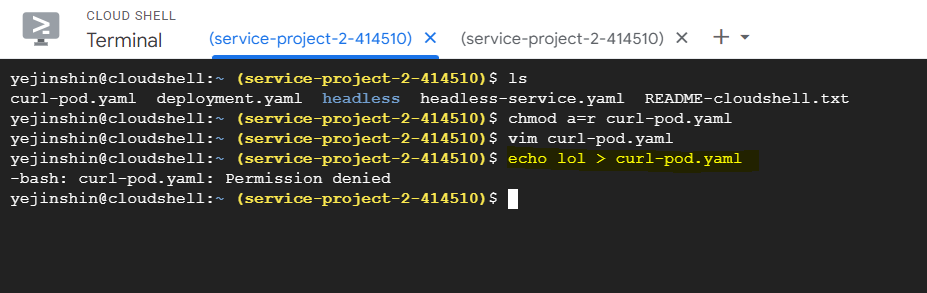 CLOUD SHELL
Terminal
(service-project-2-414510) × (service-project-2-414510) × +
yejinshin@cloudshell:~ (service-project-2-414510)$ ls
curl-pod.yaml  deployment.yaml  headless  headless-service.yaml  README-cloudshell.txt
yejinshin@cloudshell:~ (service-project-2-414510)$ chmod a=r curl-pod.yaml
yejinshin@cloudshell:~ (service-project-2-414510)$ vim curl-pod.yaml
yejinshin@cloudshell:~ (service-project-2-414510)$ echo lol > curl-pod.yaml
-bash: curl-pod.yaml: Permission denied
yejinshin@cloudshell:~ (service-project-2-414510)$